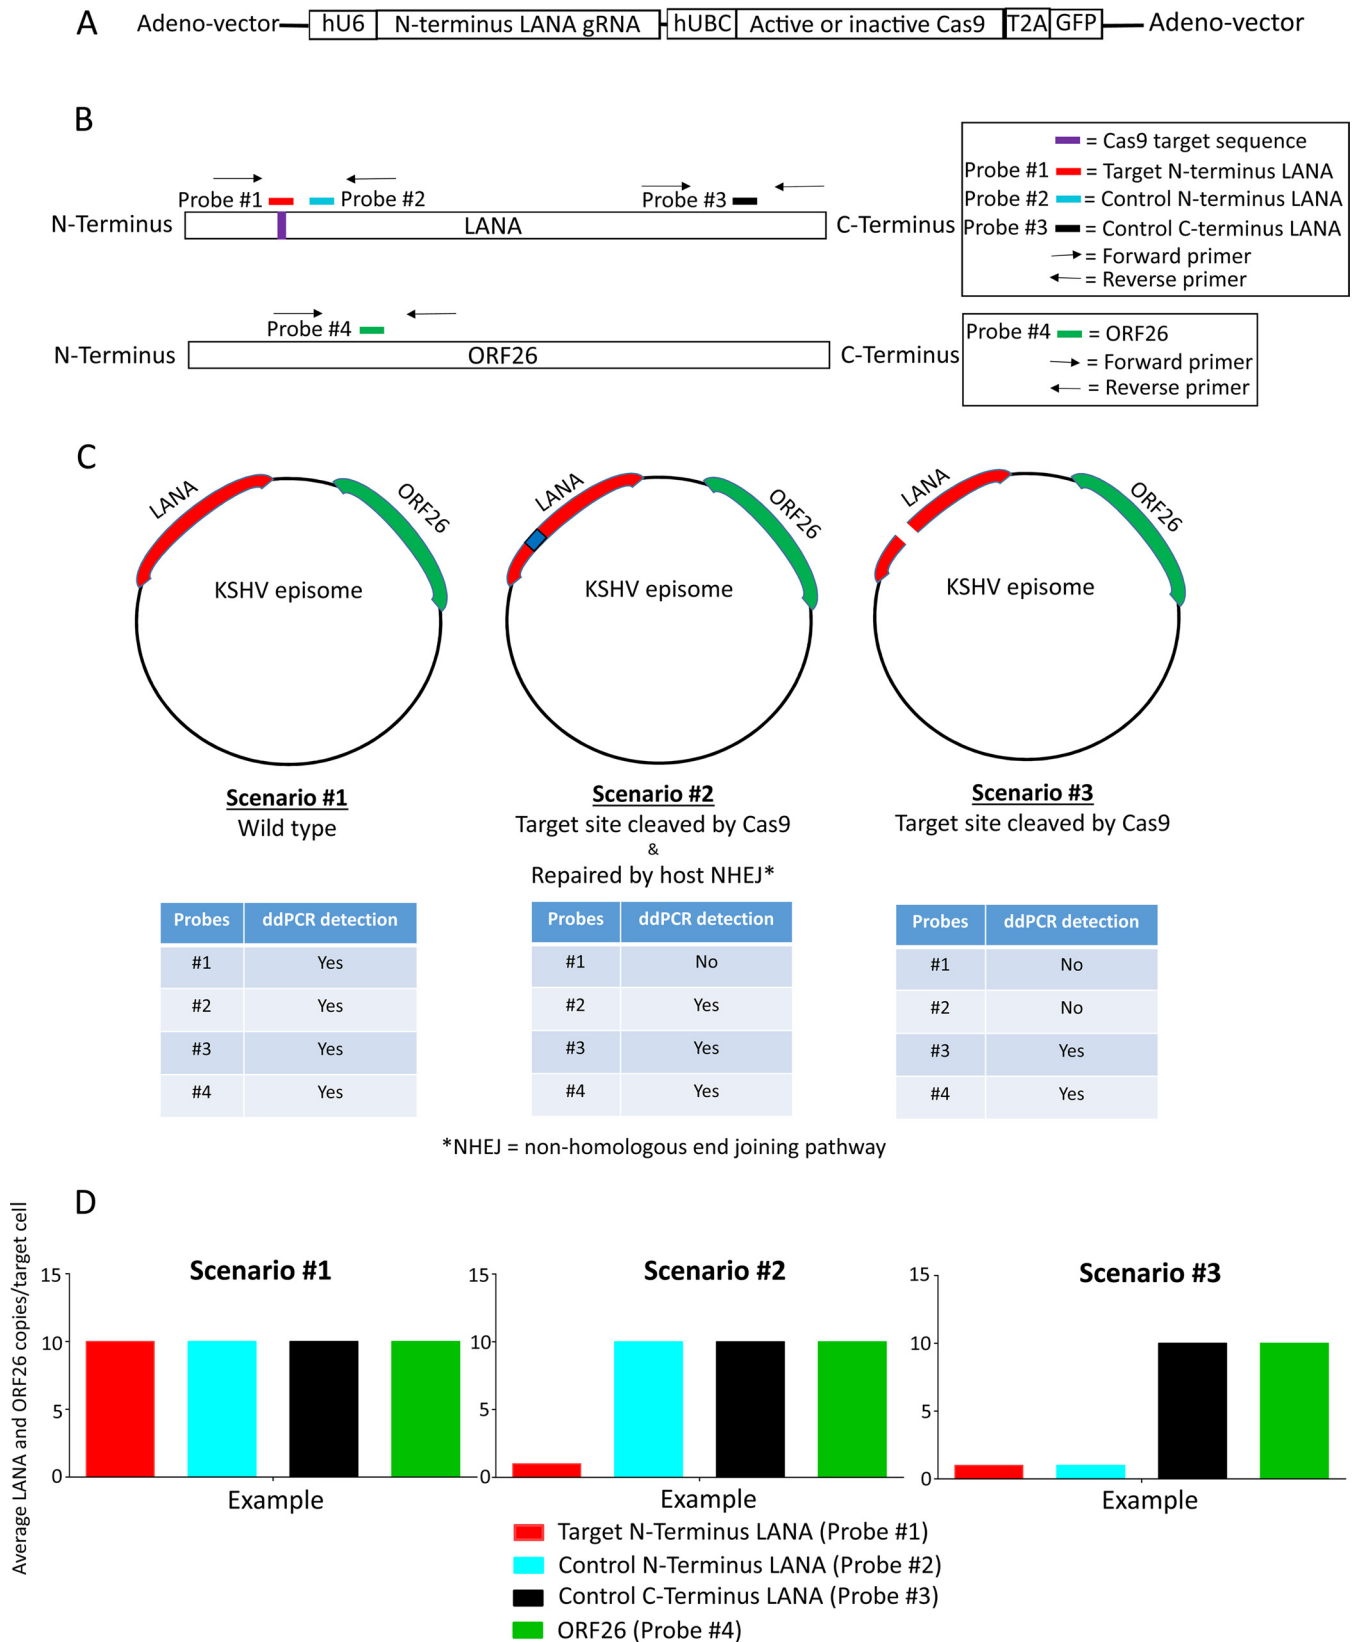 A
Adeno-vector hU6 N-terminus LANA gRNA hUBC Active or inactive Cas9 T2A GFP Adeno-vector
B
Probe #1 Probe #2 Probe #3
N-Terminus LANA C-Terminus
= Cas9 target sequence
Probe #1 = Target N-terminus LANA
Probe #2 = Control N-terminus LANA
Probe #3 = Control C-terminus LANA
= Forward primer
= Reverse primer
Probe #4
N-Terminus ORF26 C-Terminus
Probe #4 = ORF26
= Forward primer
= Reverse primer
C
LANA ORF26
KSHV episome
Scenario #1
Wild type
Probes ddPCR detection
#1 Yes
#2 Yes
#3 Yes
#4 Yes
LANA ORF26
KSHV episome
Scenario #2
Target site cleaved by Cas9
&
Repaired by host NHEJ*
Probes ddPCR detection
#1 No
#2 Yes
#3 Yes
#4 Yes
LANA ORF26
KSHV episome
Scenario #3
Target site cleaved by Cas9
Probes ddPCR detection
#1 No
#2 No
#3 Yes
#4 Yes
*NHEJ = non-homologous end joining pathway
D
Average LANA and ORF26 copies/target cell
Scenario #1
15
10
5
0
Example
Scenario #2
15
10
5
0
Example
Scenario #3
15
10
5
0
Example
Target N-Terminus LANA (Probe #1)
Control N-Terminus LANA (Probe #2)
Control C-Terminus LANA (Probe #3)
ORF26 (Probe #4)